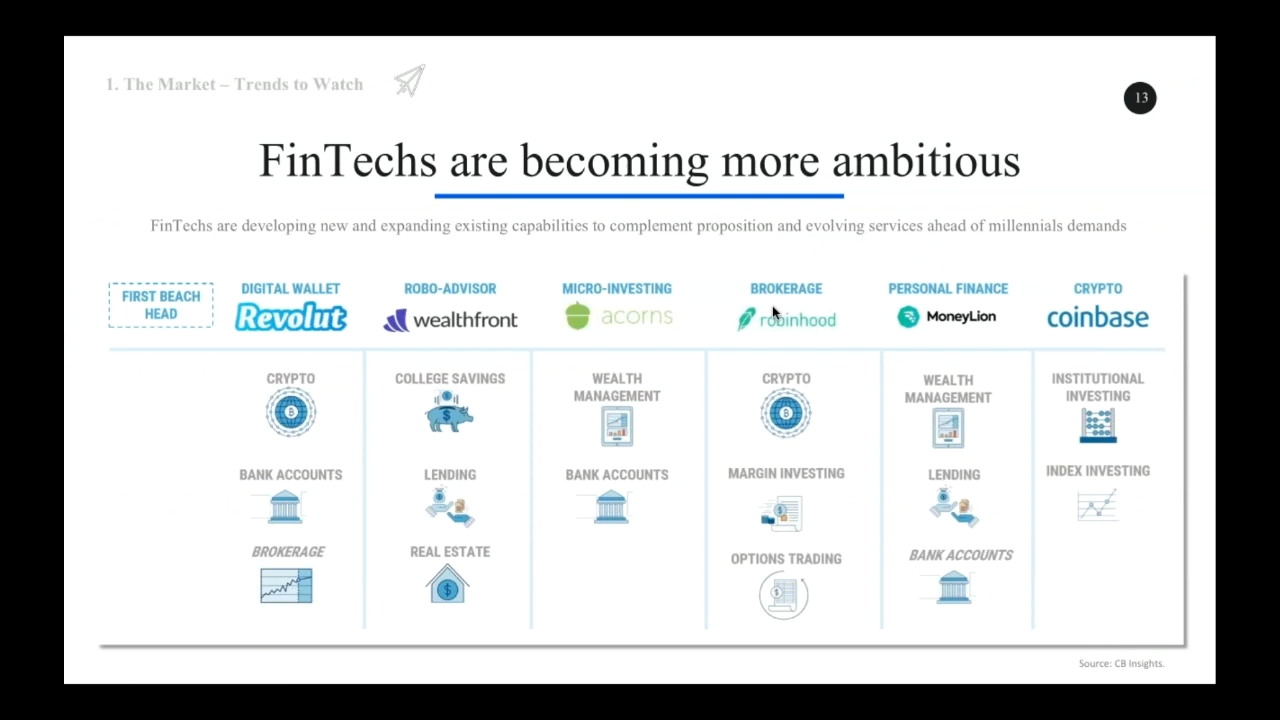 1. The Market – Trends to Watch
13
FinTechs are becoming more ambitious
FinTechs are developing new and expanding existing capabilities to complement proposition and evolving services ahead of millennials demands
FIRST BEACH
HEAD
DIGITAL WALLET
Revolut
CRYPTO
BANK ACCOUNTS
BROKERAGE
ROBO-ADVISOR
wealthfront
COLLEGE SAVINGS
LENDING
REAL ESTATE
MICRO-INVESTING
acorns
WEALTH
MANAGEMENT
BANK ACCOUNTS
BROKERAGE
robinhood
CRYPTO
MARGIN INVESTING
OPTIONS TRADING
PERSONAL FINANCE
MoneyLion
WEALTH
MANAGEMENT
LENDING
BANK ACCOUNTS
CRYPTO
coinbase
INSTITUTIONAL
INVESTING
INDEX INVESTING
Source: CB Insights.